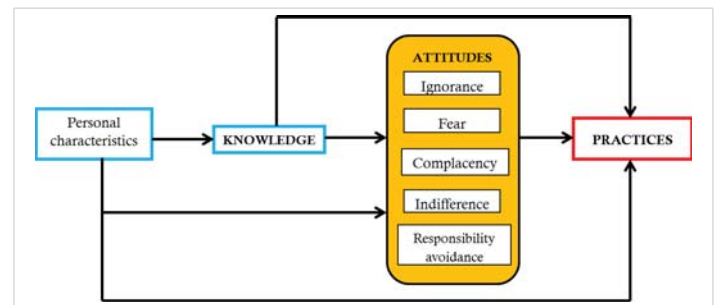 ATTITUDES
Ignorance
Personal
characteristics
KNOWLEDGE
Fear
PRACTICES
Complacency
Indifference
Responsibility
avoidance